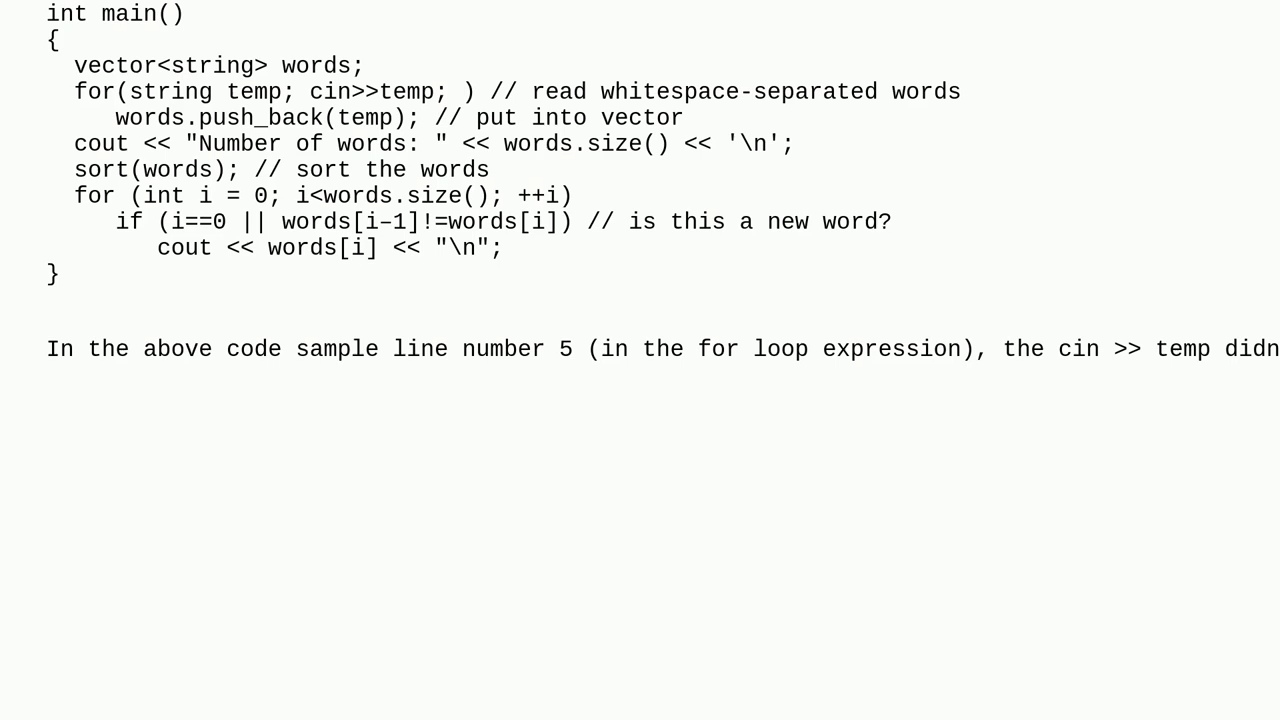 int main()
{
  vector<string> words;
  for(string temp; cin>>temp; ) // read whitespace-separated words
     words.push_back(temp); // put into vector
  cout << "Number of words: " << words.size() << '\n';
  sort(words); // sort the words
  for (int i = 0; i<words.size(); ++i)
     if (i==0 || words[i–1]!=words[i]) // is this a new word?
        cout << words[i] << "\n";
}
In the above code sample line number 5 (in the for loop expression), the cin >> temp didn